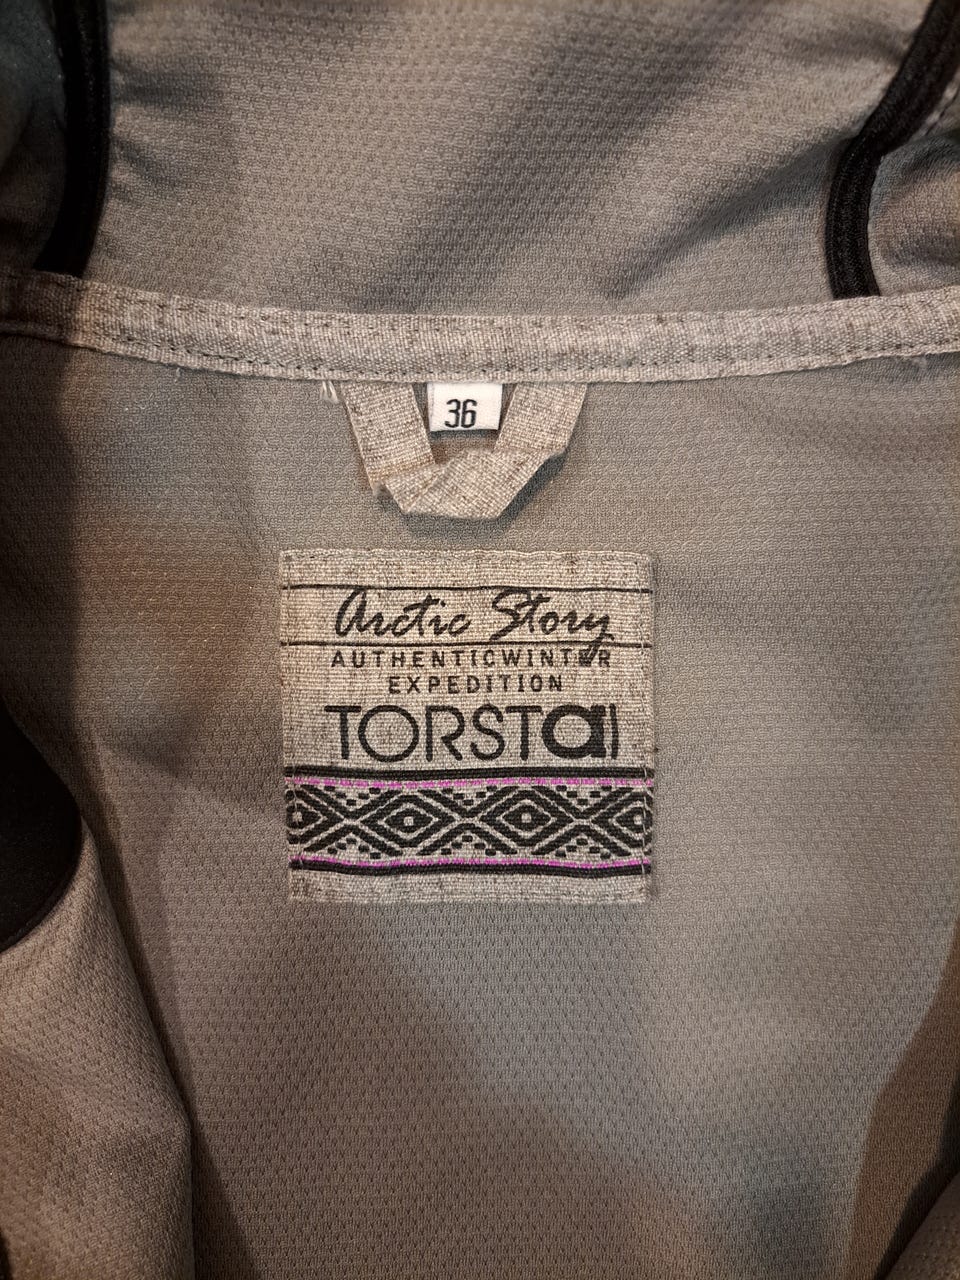 36
Arctic Story
AUTHENTICWINTER
EXPEDITION
TORSTAI